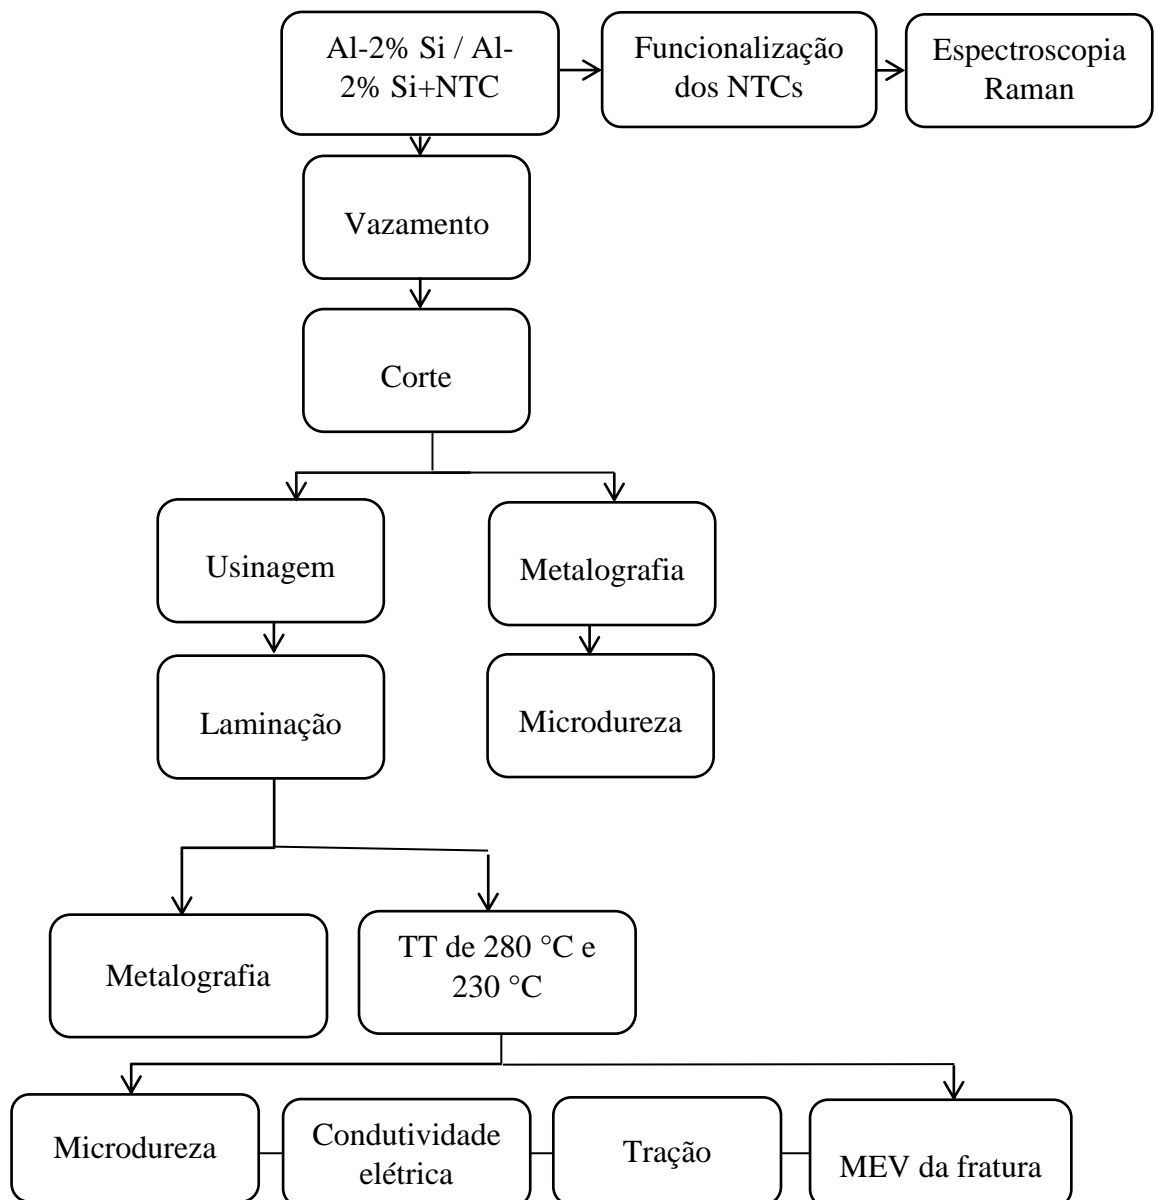 Al-2% Si / Al-
2% Si+NTC
Funcionalização
dos NTCs
Espectroscopia
Raman
Vazamento
Corte
Usinagem
Metalografia
Laminação
Microdureza
Metalografia
TT de 280 °C e
230 °C
Microdureza
Condutividade
elétrica
Tração
MEV da fratura